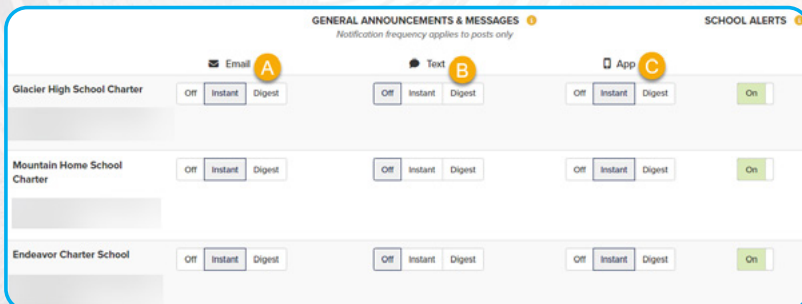 GENERAL ANNOUNCEMENTS & MESSAGES SCHOOL ALERTS
Notification frequency applies to posts only
Email A Text B App C
Glacier High School Charter Off Instant Digest Off Instant Digest Off Instant Digest On
Mountain Home School
Charter
Off Instant Digest Off Instant Digest Off Instant Digest On
Endeavor Charter School Off Instant Digest Off Instant Digest Off Instant Digest On